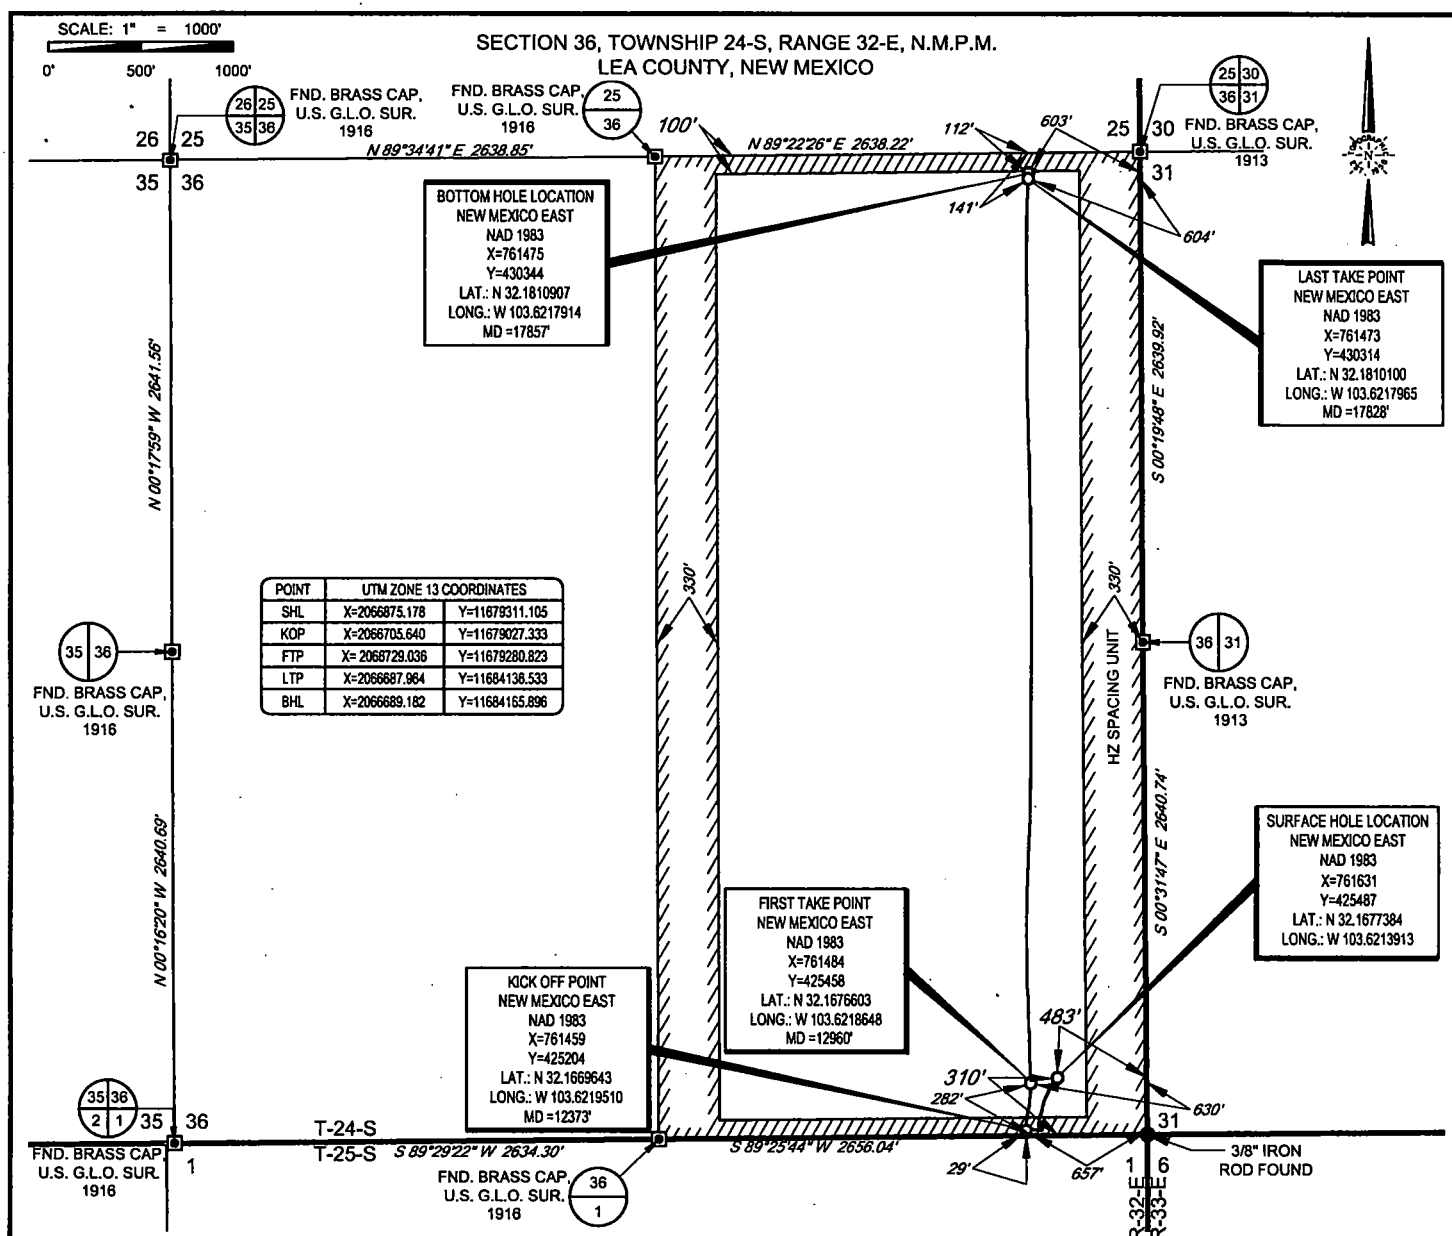 SCALE: 1" = 1000'
0' 500' 1000'
SECTION 36, TOWNSHIP 24-S, RANGE 32-E, N.M.P.M.
LEA COUNTY, NEW MEXICO
26 25
35 36
FND. BRASS CAP,
U.S. G.L.O. SUR.
1916
26 25
35 36
FND. BRASS CAP,
U.S. G.L.O. SUR.
1916
25
36
25 30
36 31
FND. BRASS CAP,
U.S. G.L.O. SUR.
1913
25 30
31
N 89°34'41" E 2638.85'
100'
N 89°22'26" E 2638.22'
112'
603'
141'
604'
N
BOTTOM HOLE LOCATION
NEW MEXICO EAST
NAD 1983
X=761475
Y=430344
LAT.: N 32.1810907
LONG.: W 103.6217914
MD =17857'
LAST TAKE POINT
NEW MEXICO EAST
NAD 1983
X=761473
Y=430314
LAT.: N 32.1810100
LONG.: W 103.6217965
MD =17828'
N 00°17'59" W 2641.56'
S 00°19'48" E 2639.92'
POINT UTM ZONE 13 COORDINATES
SHL X=2066875.178 Y=11679311.105
KOP X=2066705.640 Y=11679027.333
FTP X= 2066729.036 Y=11679280.823
LTP X=2066687.964 Y=11684136.533
BHL X=2066689.182 Y=11684165.896
330'
330'
HZ SPACING UNIT
35 36
FND. BRASS CAP,
U.S. G.L.O. SUR.
1916
36 31
FND. BRASS CAP,
U.S. G.L.O. SUR.
1913
N 00°16'20" W 2640.69'
S 00°31'47" E 2640.74'
SURFACE HOLE LOCATION
NEW MEXICO EAST
NAD 1983
X=761631
Y=425487
LAT.: N 32.1677384
LONG.: W 103.6213913
FIRST TAKE POINT
NEW MEXICO EAST
NAD 1983
X=761484
Y=425458
LAT.: N 32.1676603
LONG.: W 103.6218648
MD =12960'
KICK OFF POINT
NEW MEXICO EAST
NAD 1983
X=761459
Y=425204
LAT.: N 32.1669643
LONG.: W 103.6219510
MD =12373'
483'
310'
282'
630'
29'
657'
35 36
2 1
35 36
1
FND. BRASS CAP,
U.S. G.L.O. SUR.
1916
T-24-S
T-25-S
S 89°29'22" W 2634.30'
S 89°25'44" W 2656.04'
FND. BRASS CAP,
U.S. G.L.O. SUR.
1916
36
1
31
1 6
R-32-E
R-33-E
3/8" IRON
ROD FOUND